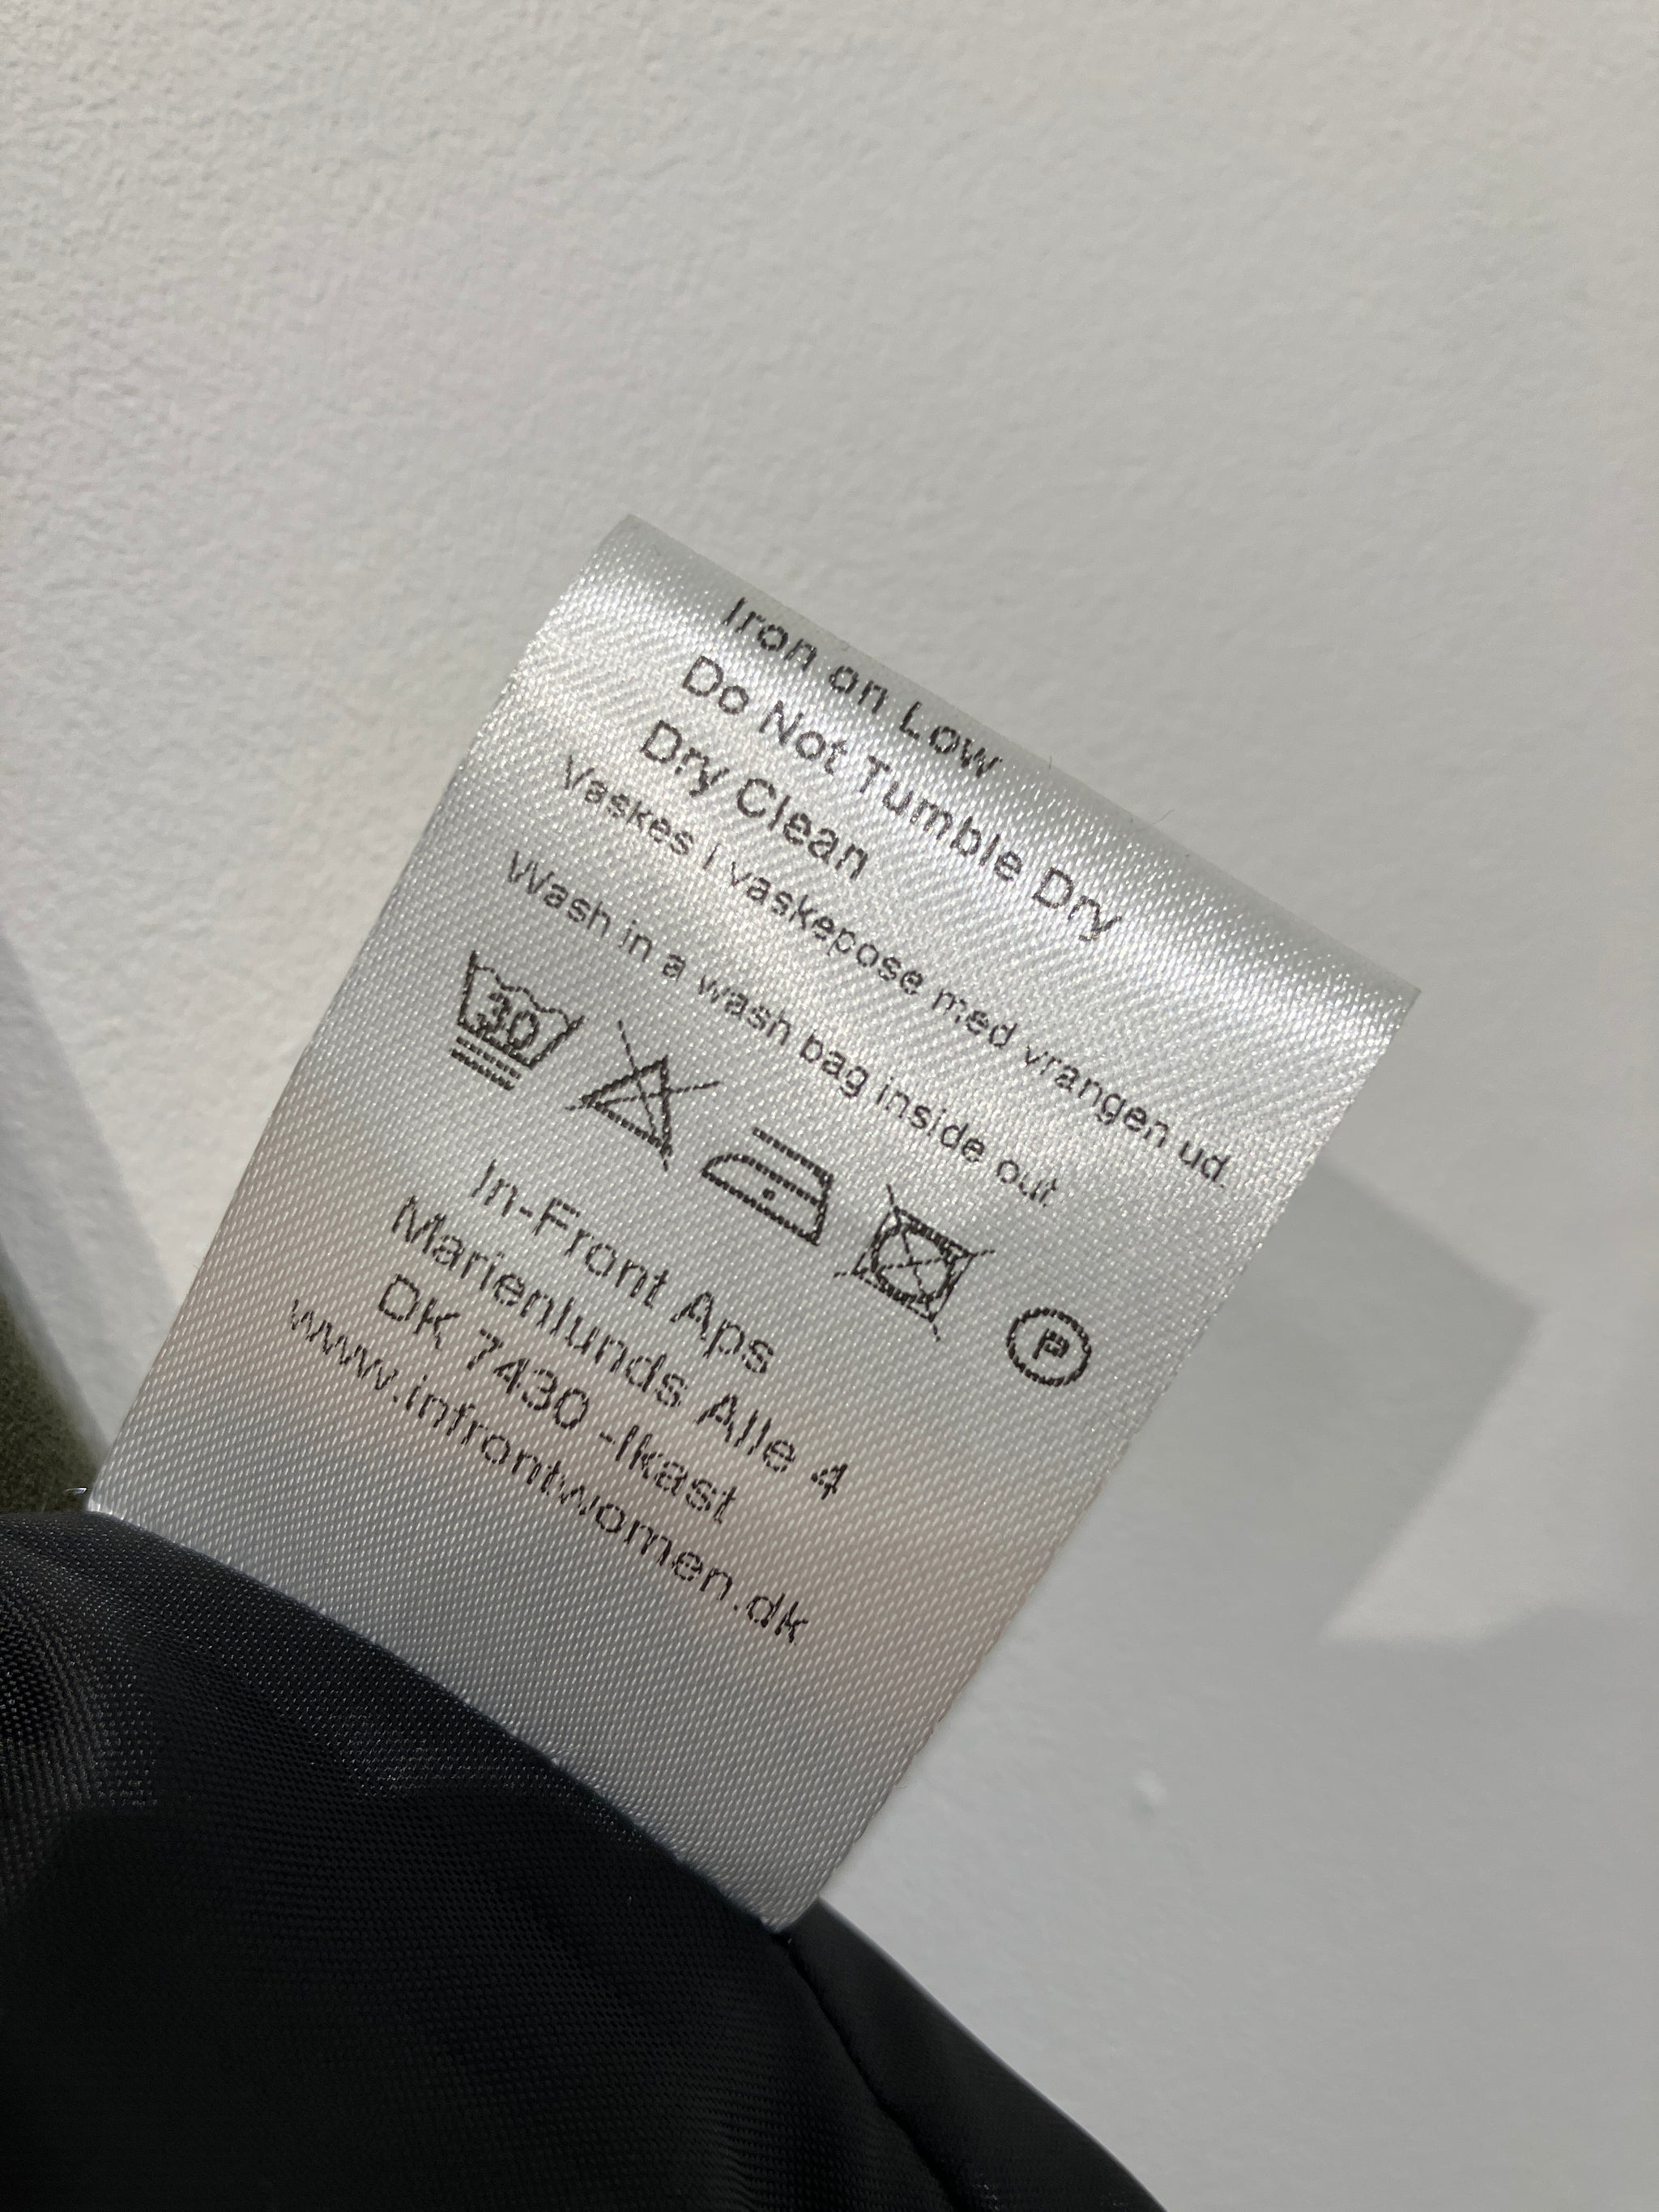 Iron on Low
Do Not Tumble Dry
Dry Clean
Vaskes i vaskepose med vrangen ud.
Wash in a wash bag inside out.
30
P
In-Front Aps
Marienlunds Alle 4
DK 7430 -Ikast
www.infrontwomen.dk